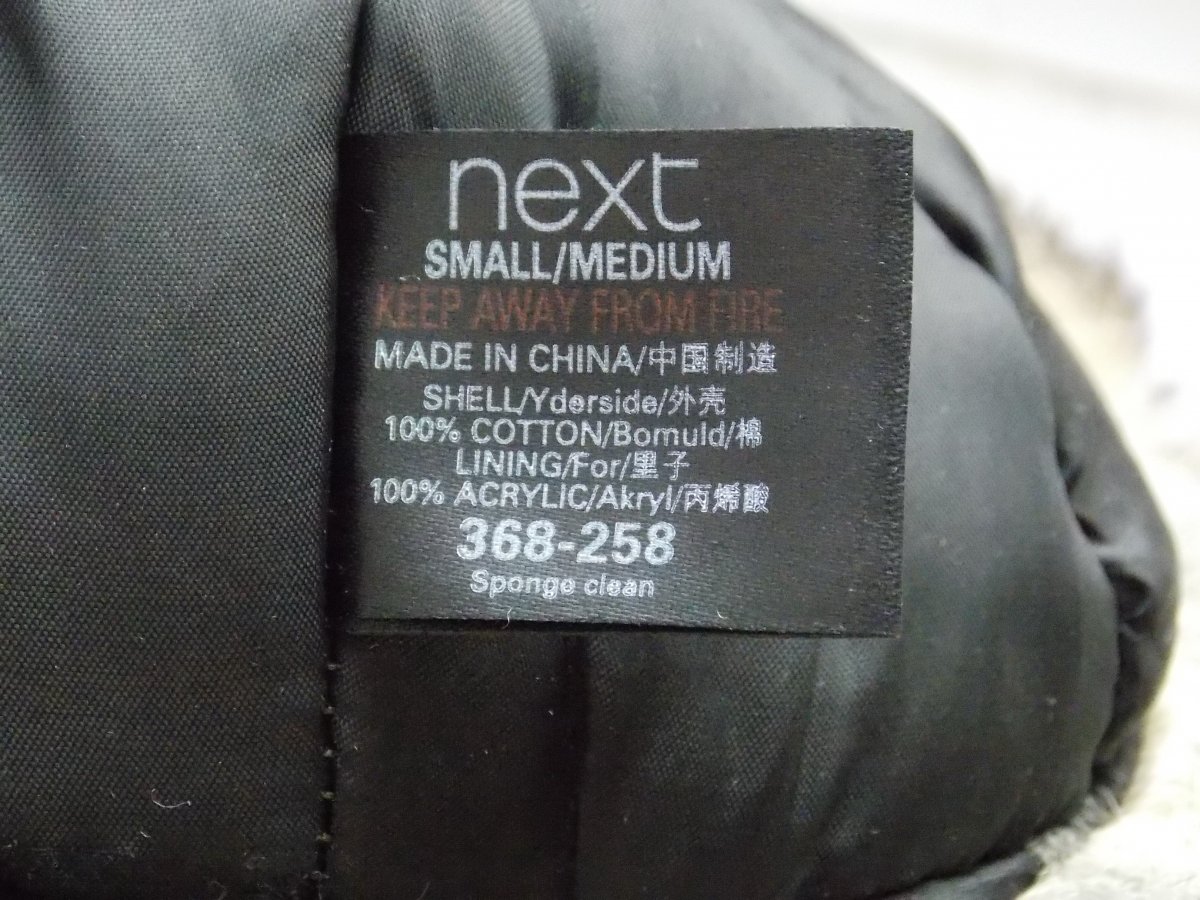 next
SMALL/MEDIUM
KEEP AWAY FROM FIRE
MADE IN CHINA/中国制造
SHELL/Yderside/外壳
100% COTTON/Bomuld/棉
LINING/For/里子
100% ACRYLIC/Akryl/丙烯酸
368-258
Sponge clean